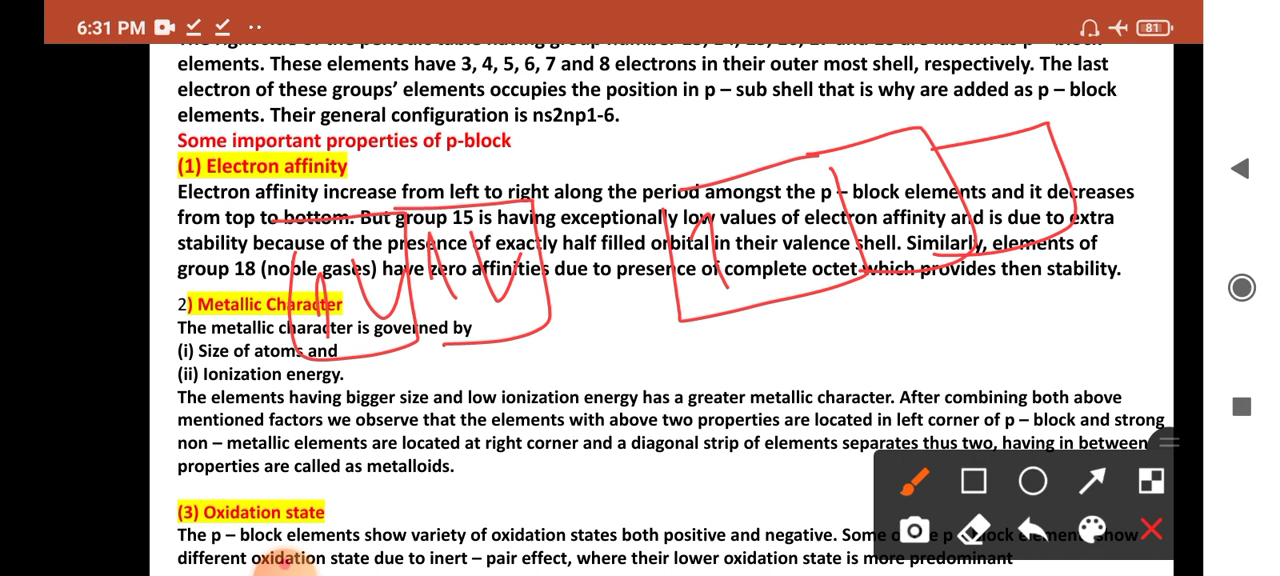 6:31 PM
81
elements. These elements have 3, 4, 5, 6, 7 and 8 electrons in their outer most shell, respectively. The last
electron of these groups’ elements occupies the position in p – sub shell that is why are added as p – block
elements. Their general configuration is ns2np1-6.
Some important properties of p-block
(1) Electron affinity
Electron affinity increase from left to right along the period amongst the p – block elements and it decreases
from top to bottom. But group 15 is having exceptionally low values of electron affinity and is due to extra
stability because of the presence of exactly half filled orbital in their valence shell. Similarly, elements of
group 18 (noble gases) have zero affinities due to presence of complete octet which provides then stability.
2) Metallic Character
The metallic character is governed by
(i) Size of atoms and
(ii) Ionization energy.
The elements having bigger size and low ionization energy has a greater metallic character. After combining both above
mentioned factors we observe that the elements with above two properties are located in left corner of p – block and strong
non – metallic elements are located at right corner and a diagonal strip of elements separates thus two, having in between
properties are called as metalloids.
(3) Oxidation state
The p – block elements show variety of oxidation states both positive and negative. Some p block elements show
different oxidation state due to inert – pair effect, where their lower oxidation state is more predominant